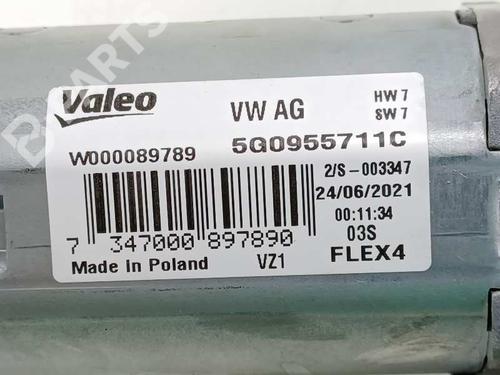 Valeo
VW AG
HW 7
SW 7
W000089789
5G0955711C
2/S-003347
24/06/2021
00:11:34
03S
7 347000 897890
Made in Poland
VZ1
FLEX4